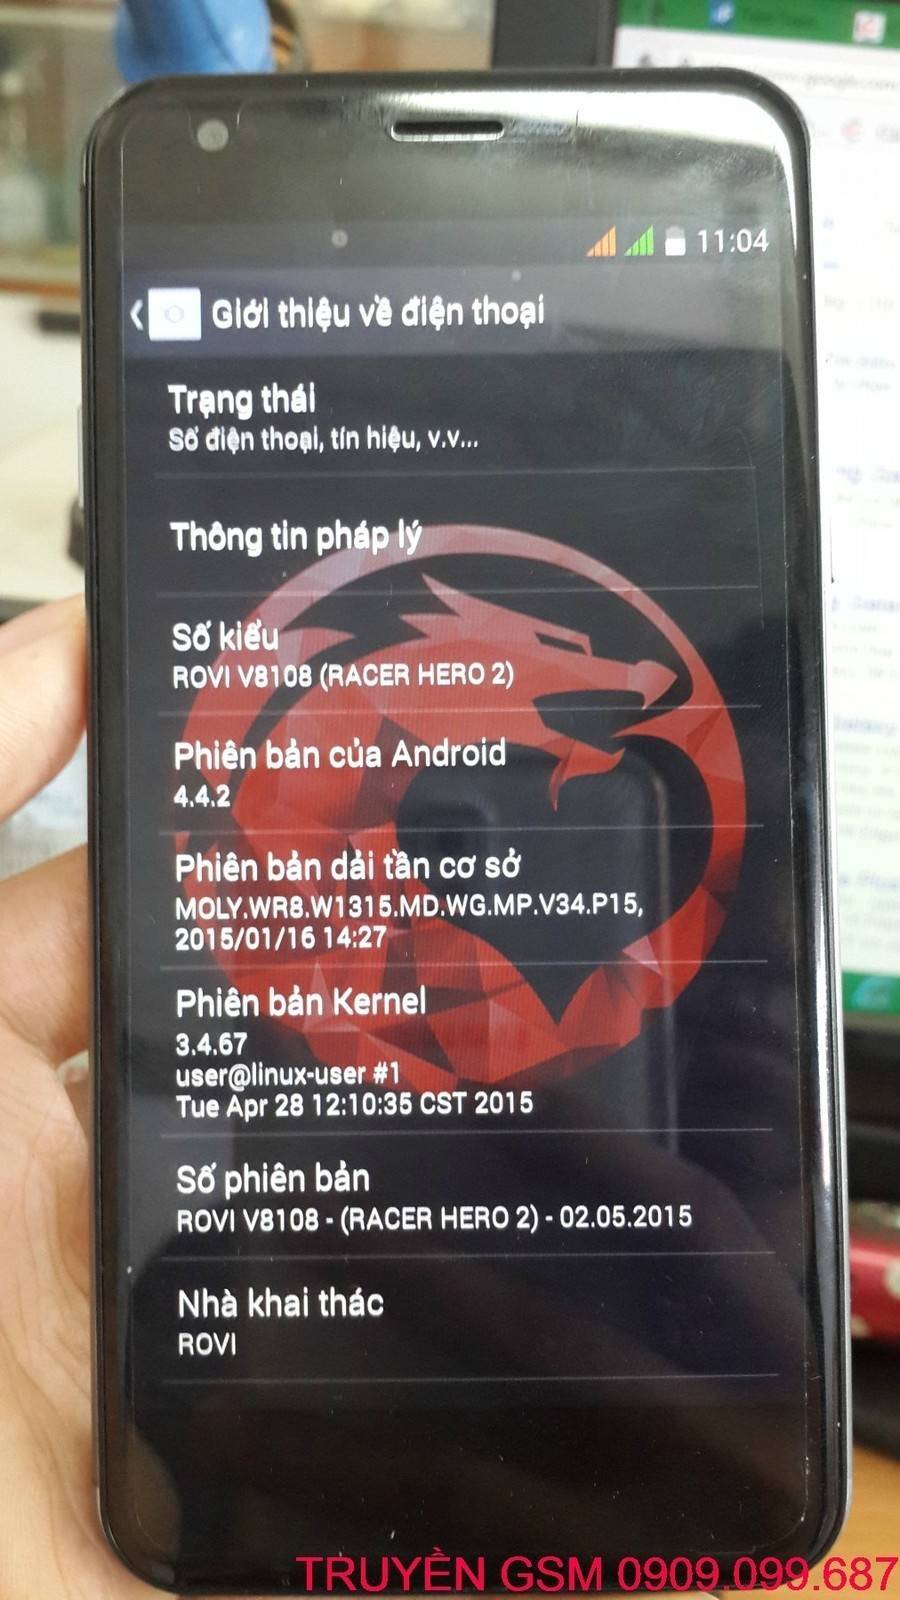 11:04
Giới thiệu về điện thoại
Trạng thái
Số điện thoại, tín hiệu, v.v...
Thông tin pháp lý
Số kiểu
ROVI V8108 (RACER HERO 2)
Phiên bản của Android
4.4.2
Phiên bản dải tần cơ sở
MOLY.WR8.W1315.MD.WG.MP.V34.P15,
2015/01/16 14:27
Phiên bản Kernel
3.4.67
user@linux-user #1
Tue Apr 28 12:10:35 CST 2015
Số phiên bản
ROVI V8108 - (RACER HERO 2) - 02.05.2015
Nhà khai thác
ROVI
TRUYỀN GSM 0909.099.687